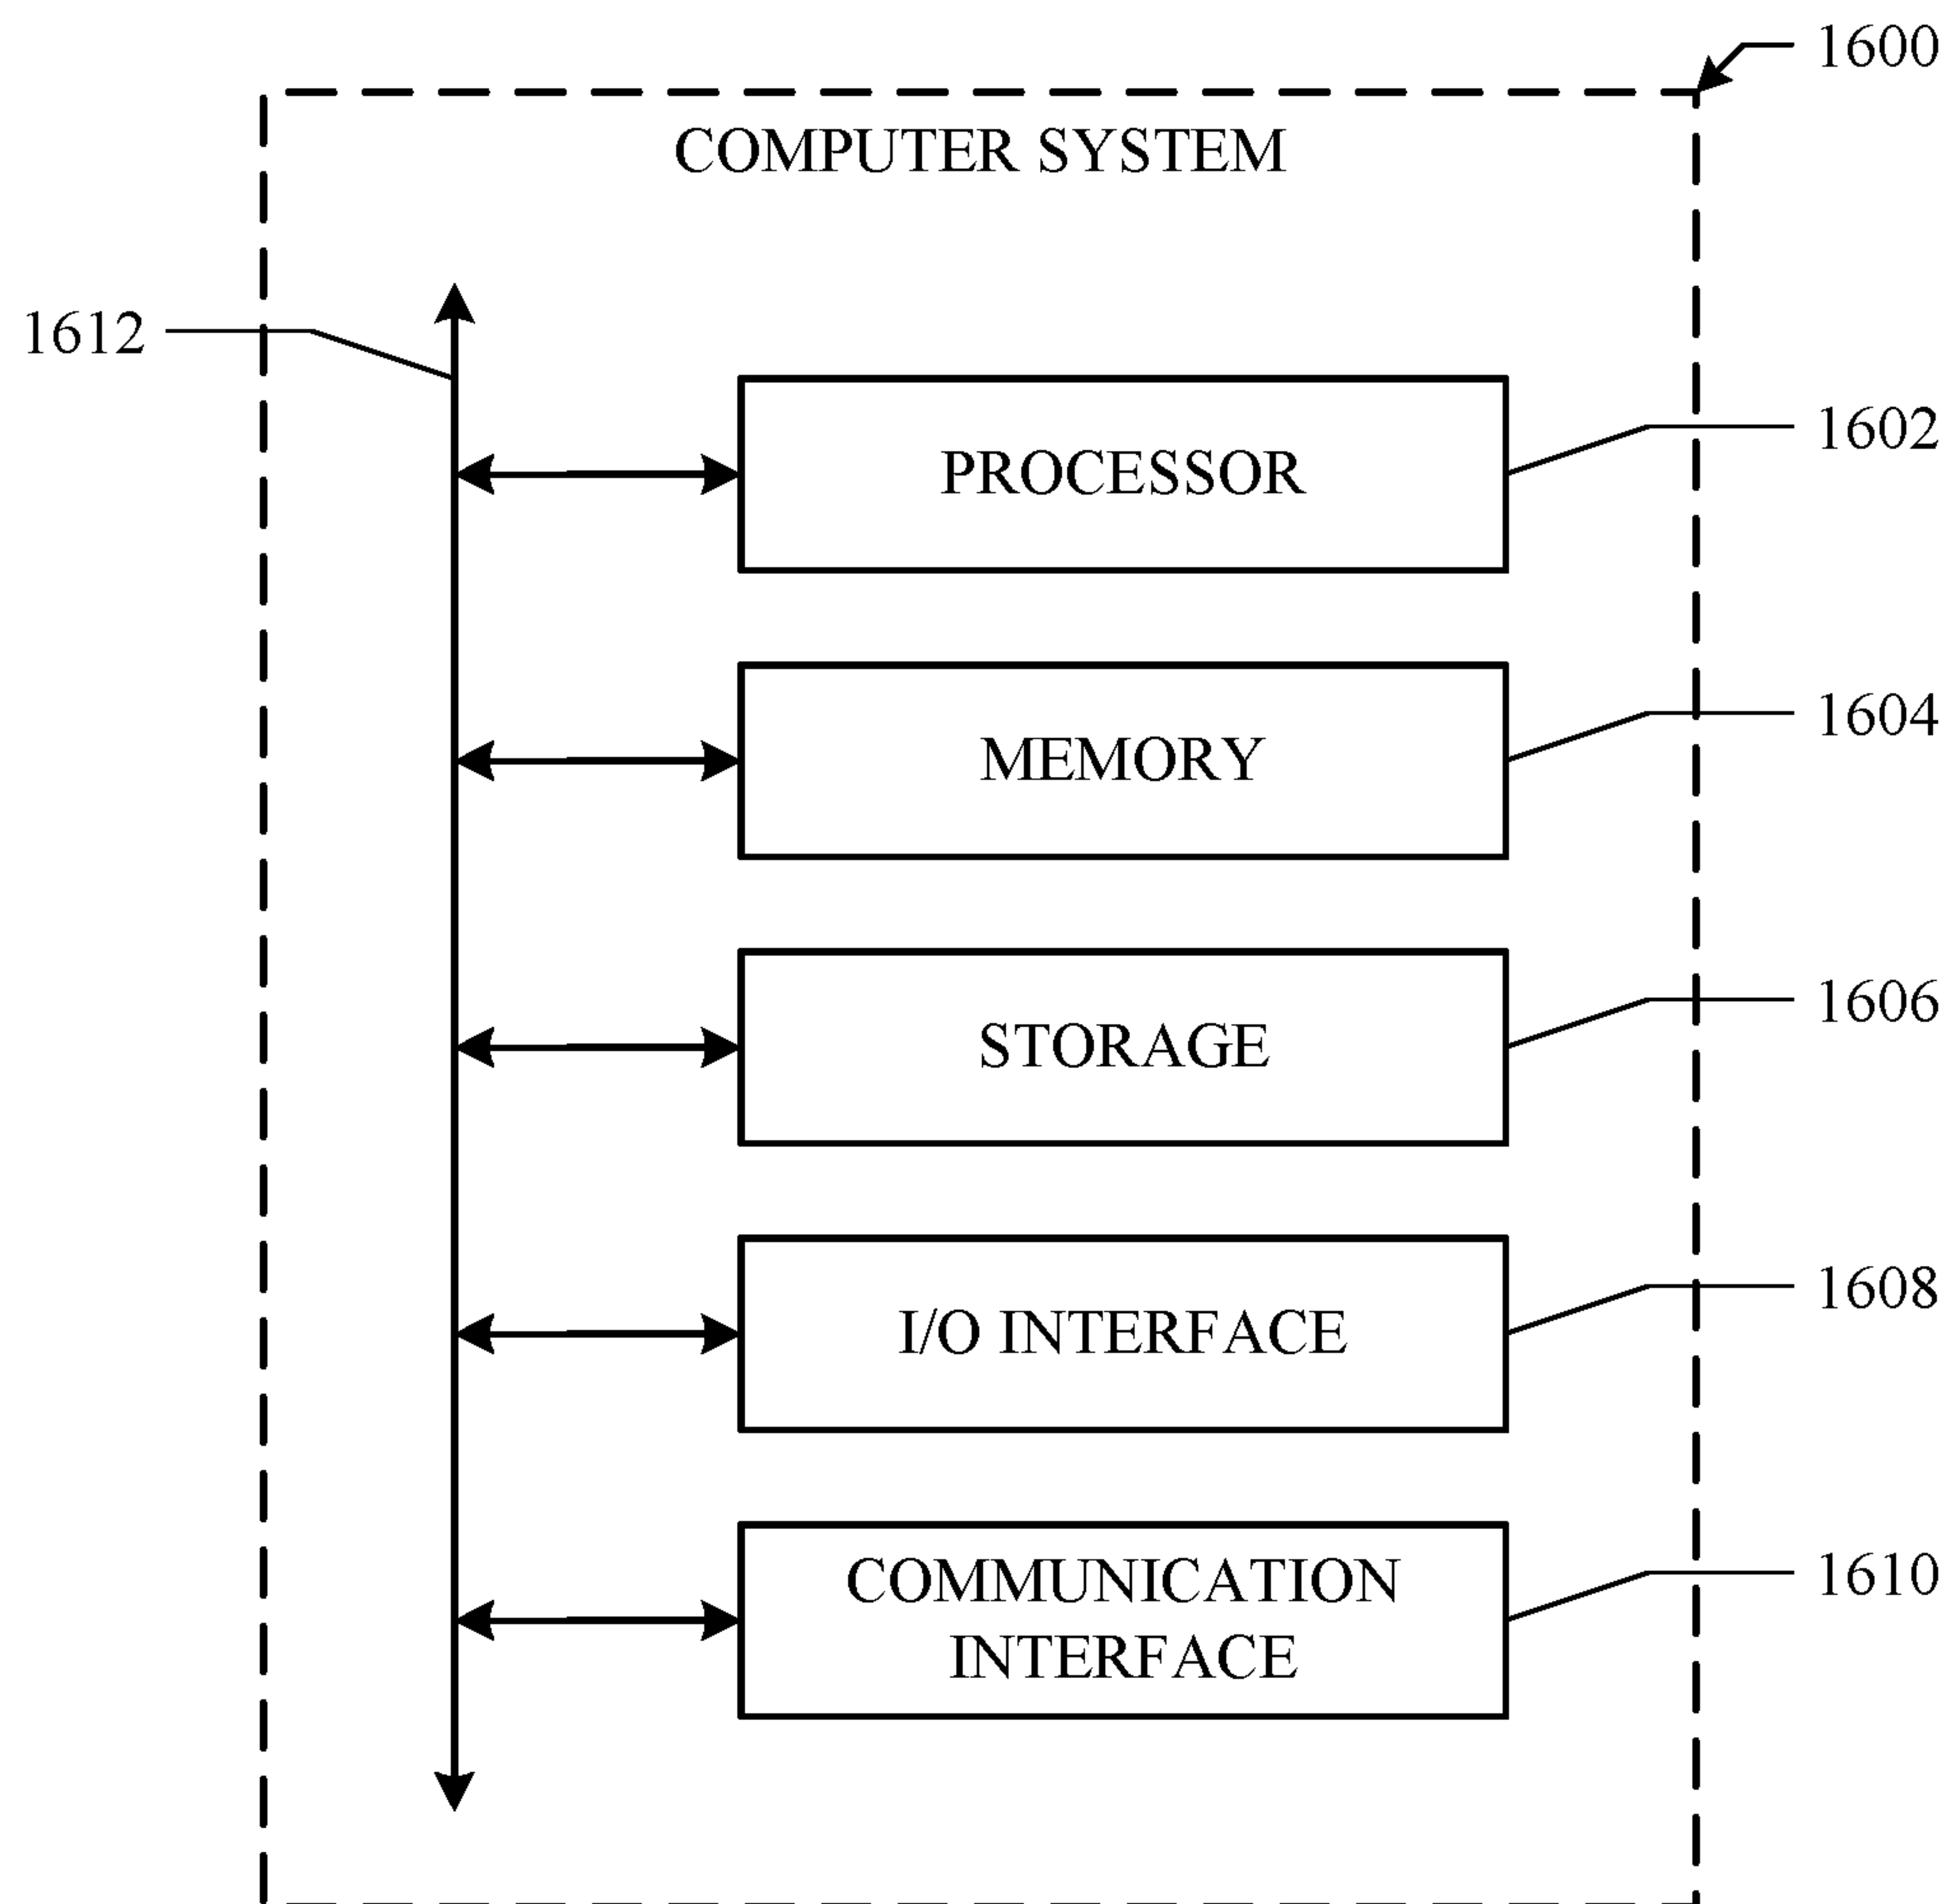 1600
COMPUTER SYSTEM
1612
1602
PROCESSOR
1604
MEMORY
1606
STORAGE
1608
I/O INTERFACE
1610
COMMUNICATION
INTERFACE